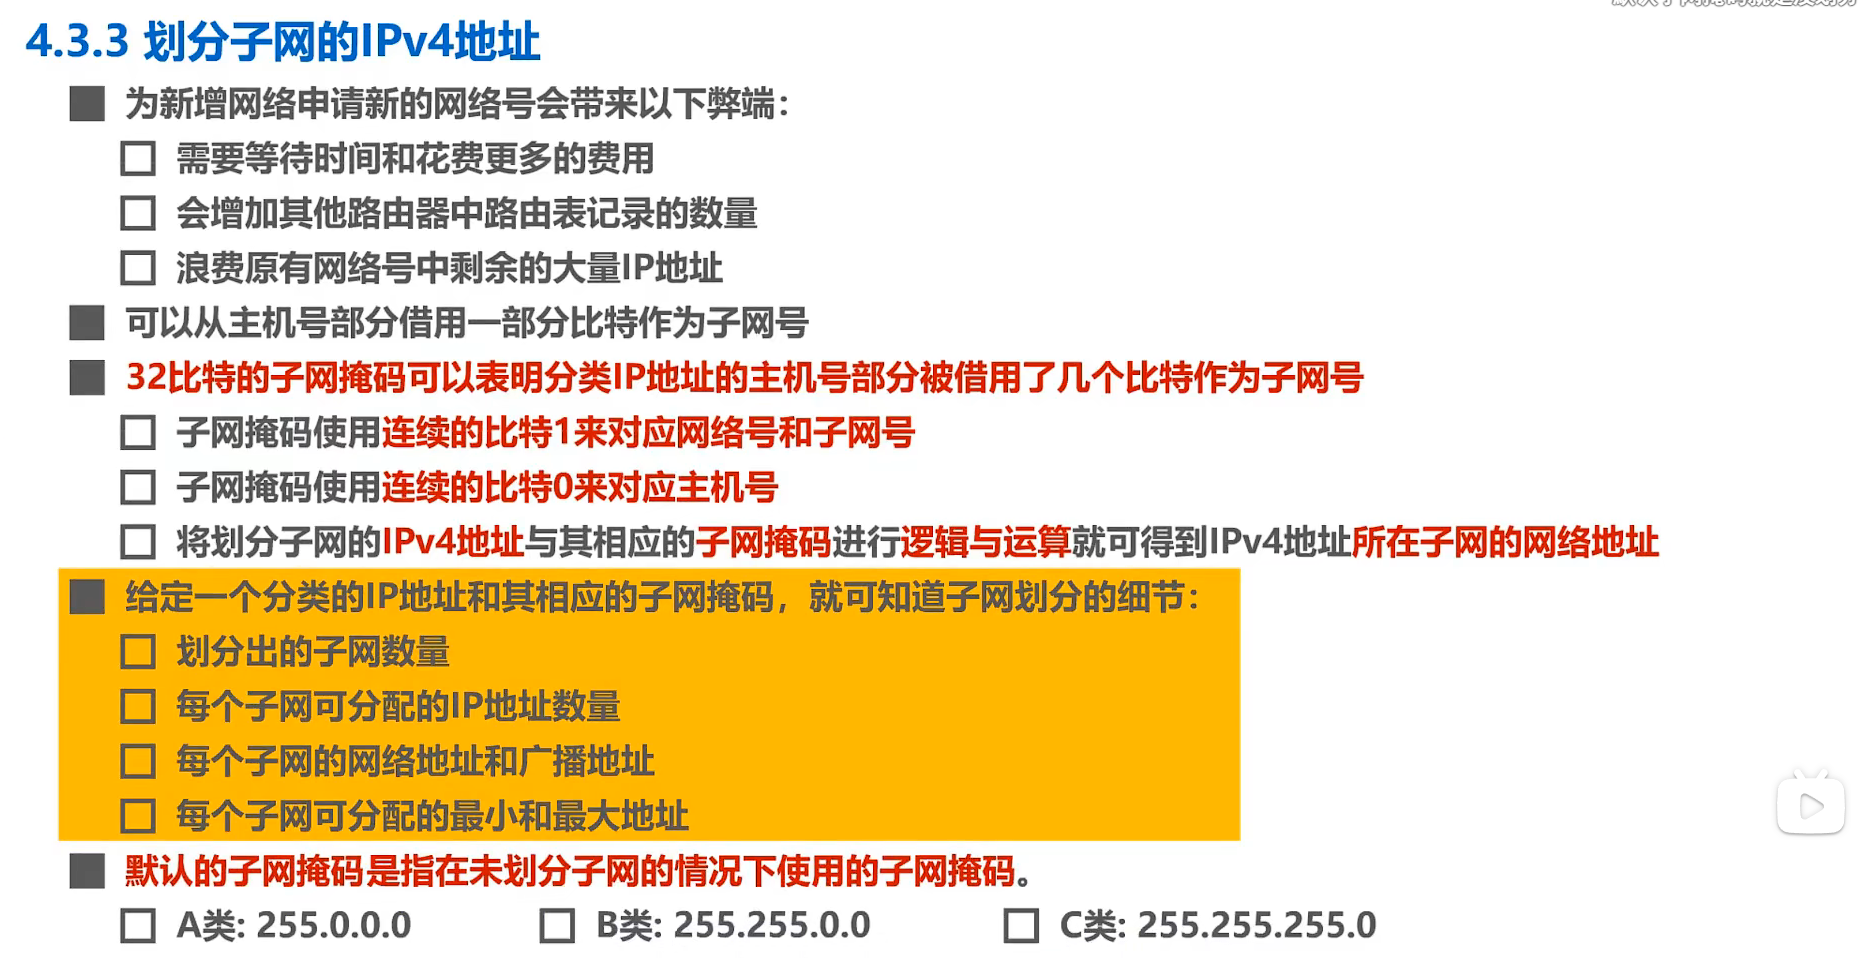 4.3.3 划分子网的IPv4地址
为新增网络申请新的网络号会带来以下弊端：
需要等待时间和花费更多的费用
会增加其他路由器中路由表记录的数量
浪费原有网络号中剩余的大量IP地址
可以从主机号部分借用一部分比特作为子网号
32比特的子网掩码可以表明分类IP地址的主机号部分被借用了几个比特作为子网号
子网掩码使用连续的比特1来对应网络号和子网号
子网掩码使用连续的比特0来对应主机号
将划分子网的IPv4地址与其相应的子网掩码进行逻辑与运算就可得到IPv4地址所在子网的网络地址
给定一个分类的IP地址和其相应的子网掩码，就可知道子网划分的细节：
划分出的子网数量
每个子网可分配的IP地址数量
每个子网的网络地址和广播地址
每个子网可分配的最小和最大地址
默认的子网掩码是指在未划分子网的情况下使用的子网掩码。
A类: 255.0.0.0 B类: 255.255.0.0 C类: 255.255.255.0